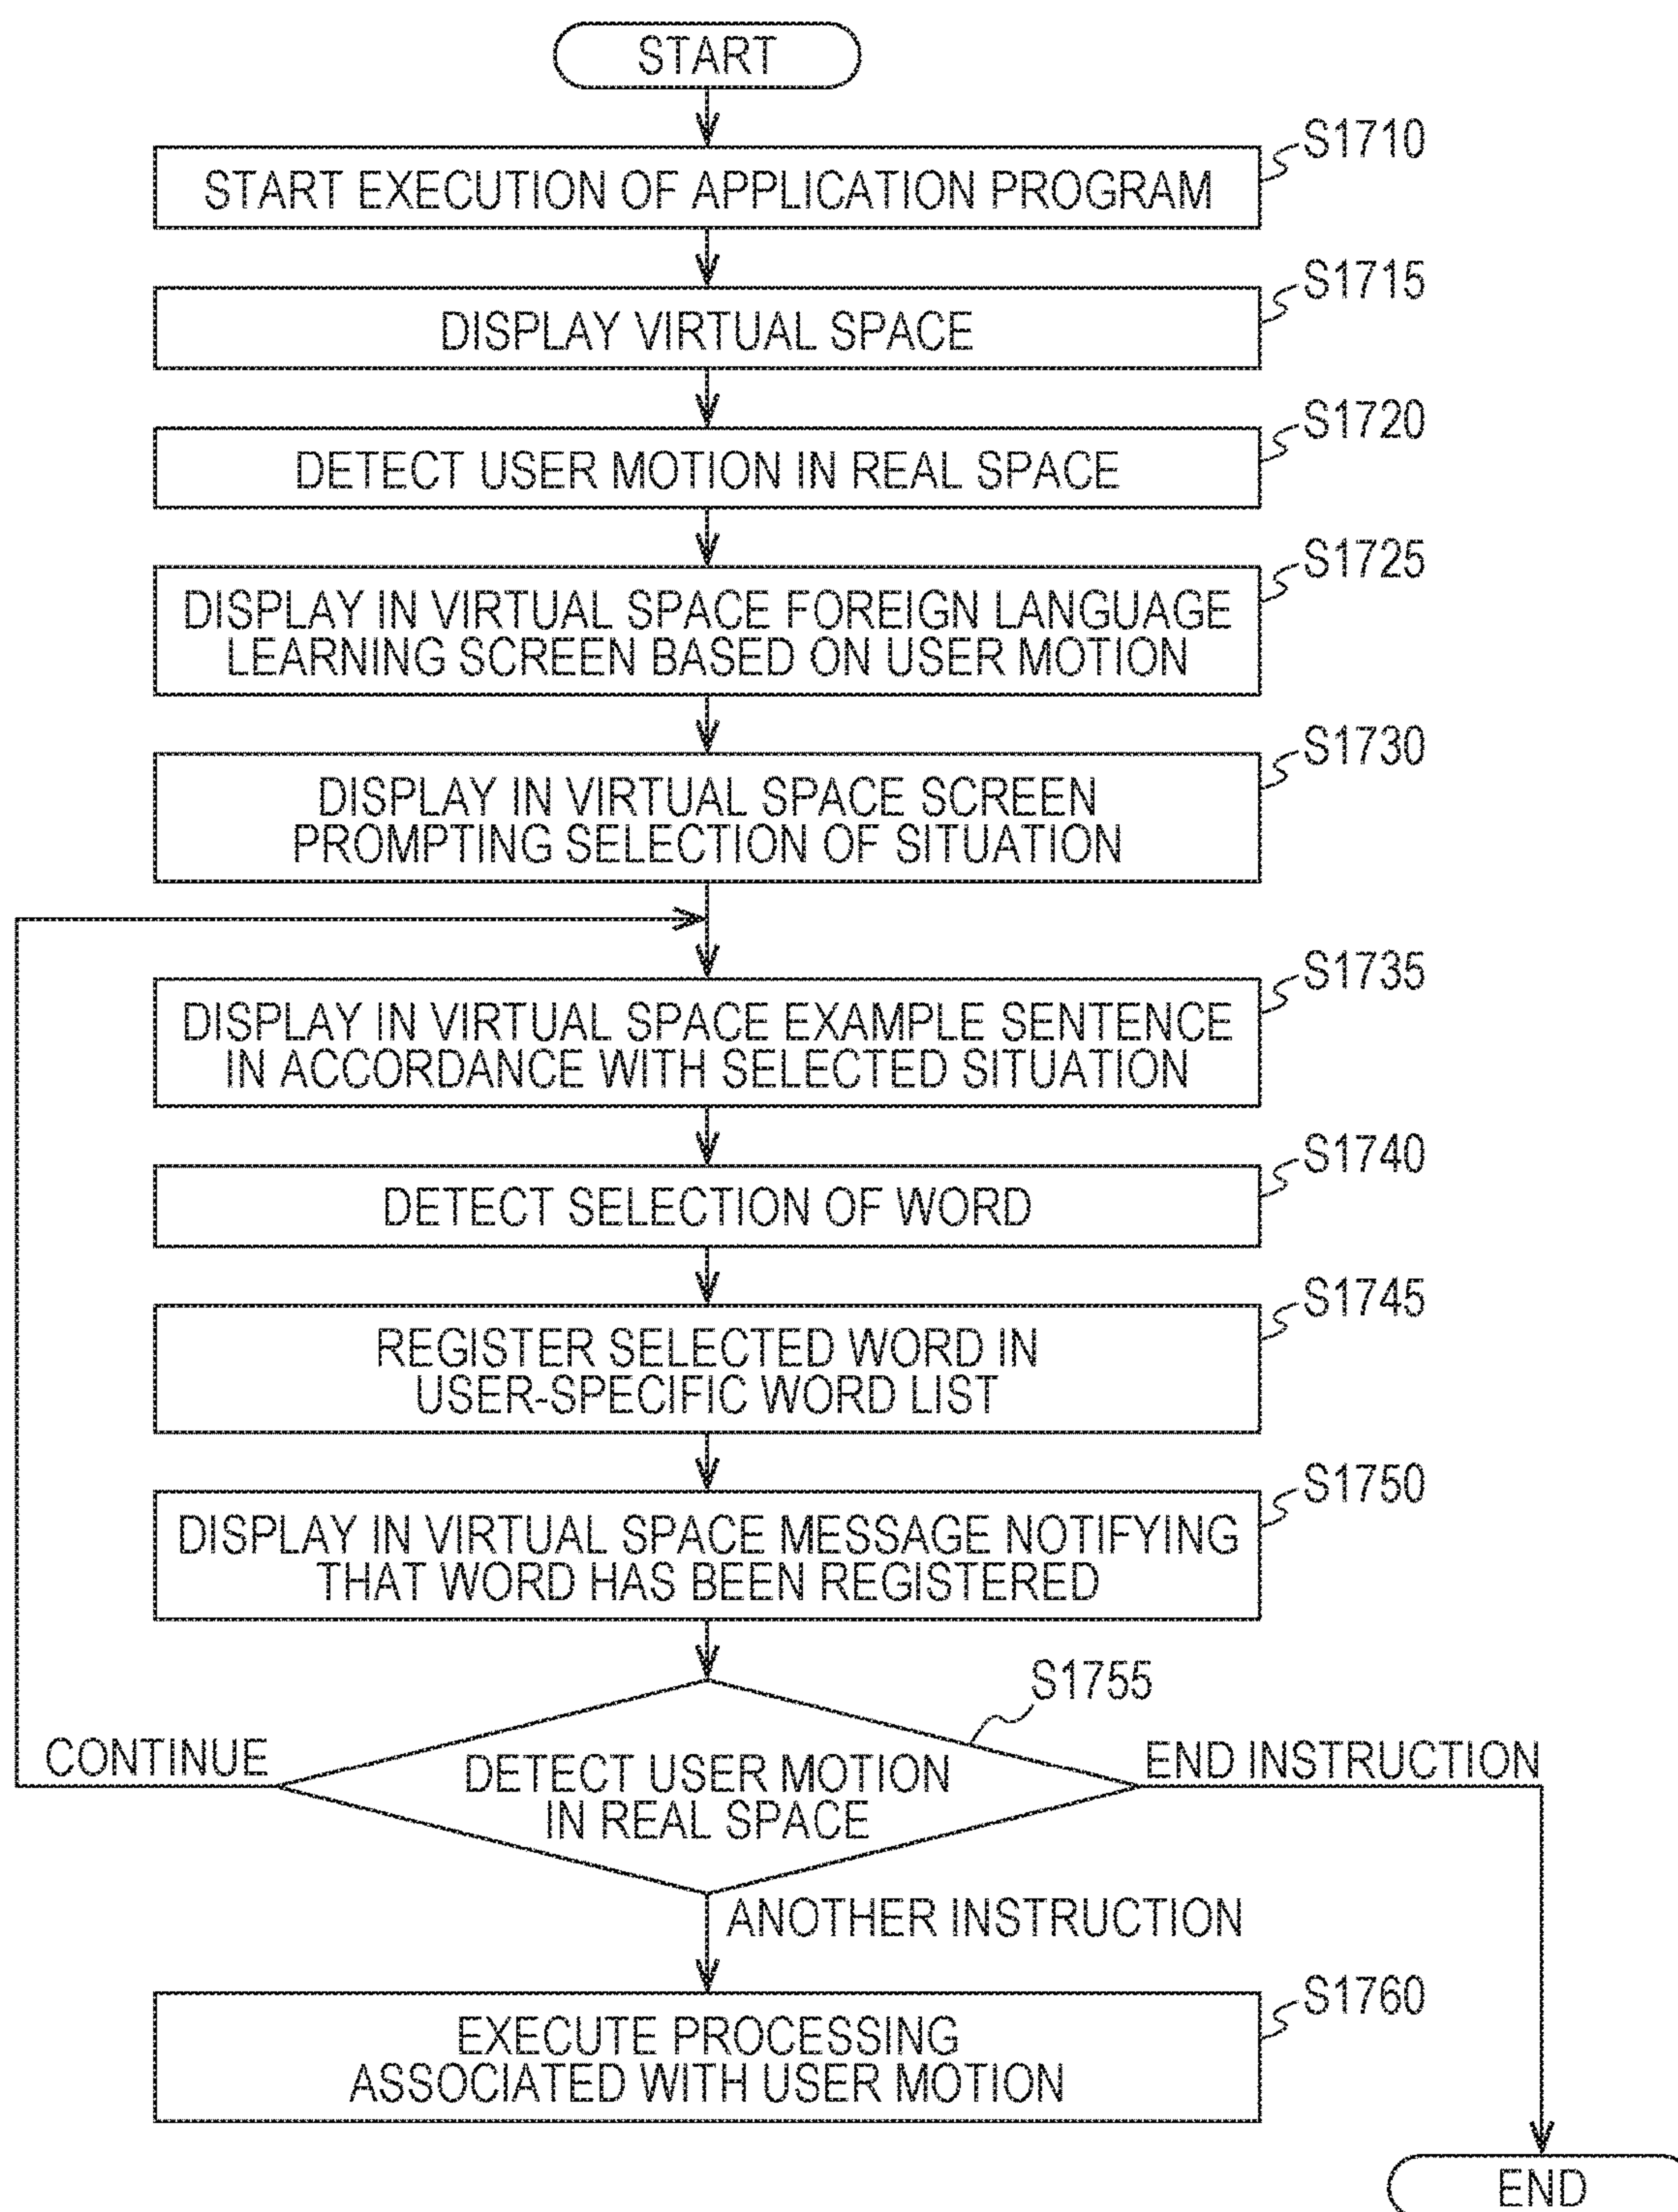 START
S1710
START EXECUTION OF APPLICATION PROGRAM
S1715
DISPLAY VIRTUAL SPACE
S1720
DETECT USER MOTION IN REAL SPACE
S1725
DISPLAY IN VIRTUAL SPACE FOREIGN LANGUAGE
LEARNING SCREEN BASED ON USER MOTION
S1730
DISPLAY IN VIRTUAL SPACE SCREEN
PROMPTING SELECTION OF SITUATION
S1735
DISPLAY IN VIRTUAL SPACE EXAMPLE SENTENCE
IN ACCORDANCE WITH SELECTED SITUATION
S1740
DETECT SELECTION OF WORD
S1745
REGISTER SELECTED WORD IN
USER-SPECIFIC WORD LIST
S1750
DISPLAY IN VIRTUAL SPACE MESSAGE NOTIFYING
THAT WORD HAS BEEN REGISTERED
S1755
CONTINUE
DETECT USER MOTION
IN REAL SPACE
END INSTRUCTION
ANOTHER INSTRUCTION
S1760
EXECUTE PROCESSING
ASSOCIATED WITH USER MOTION
END